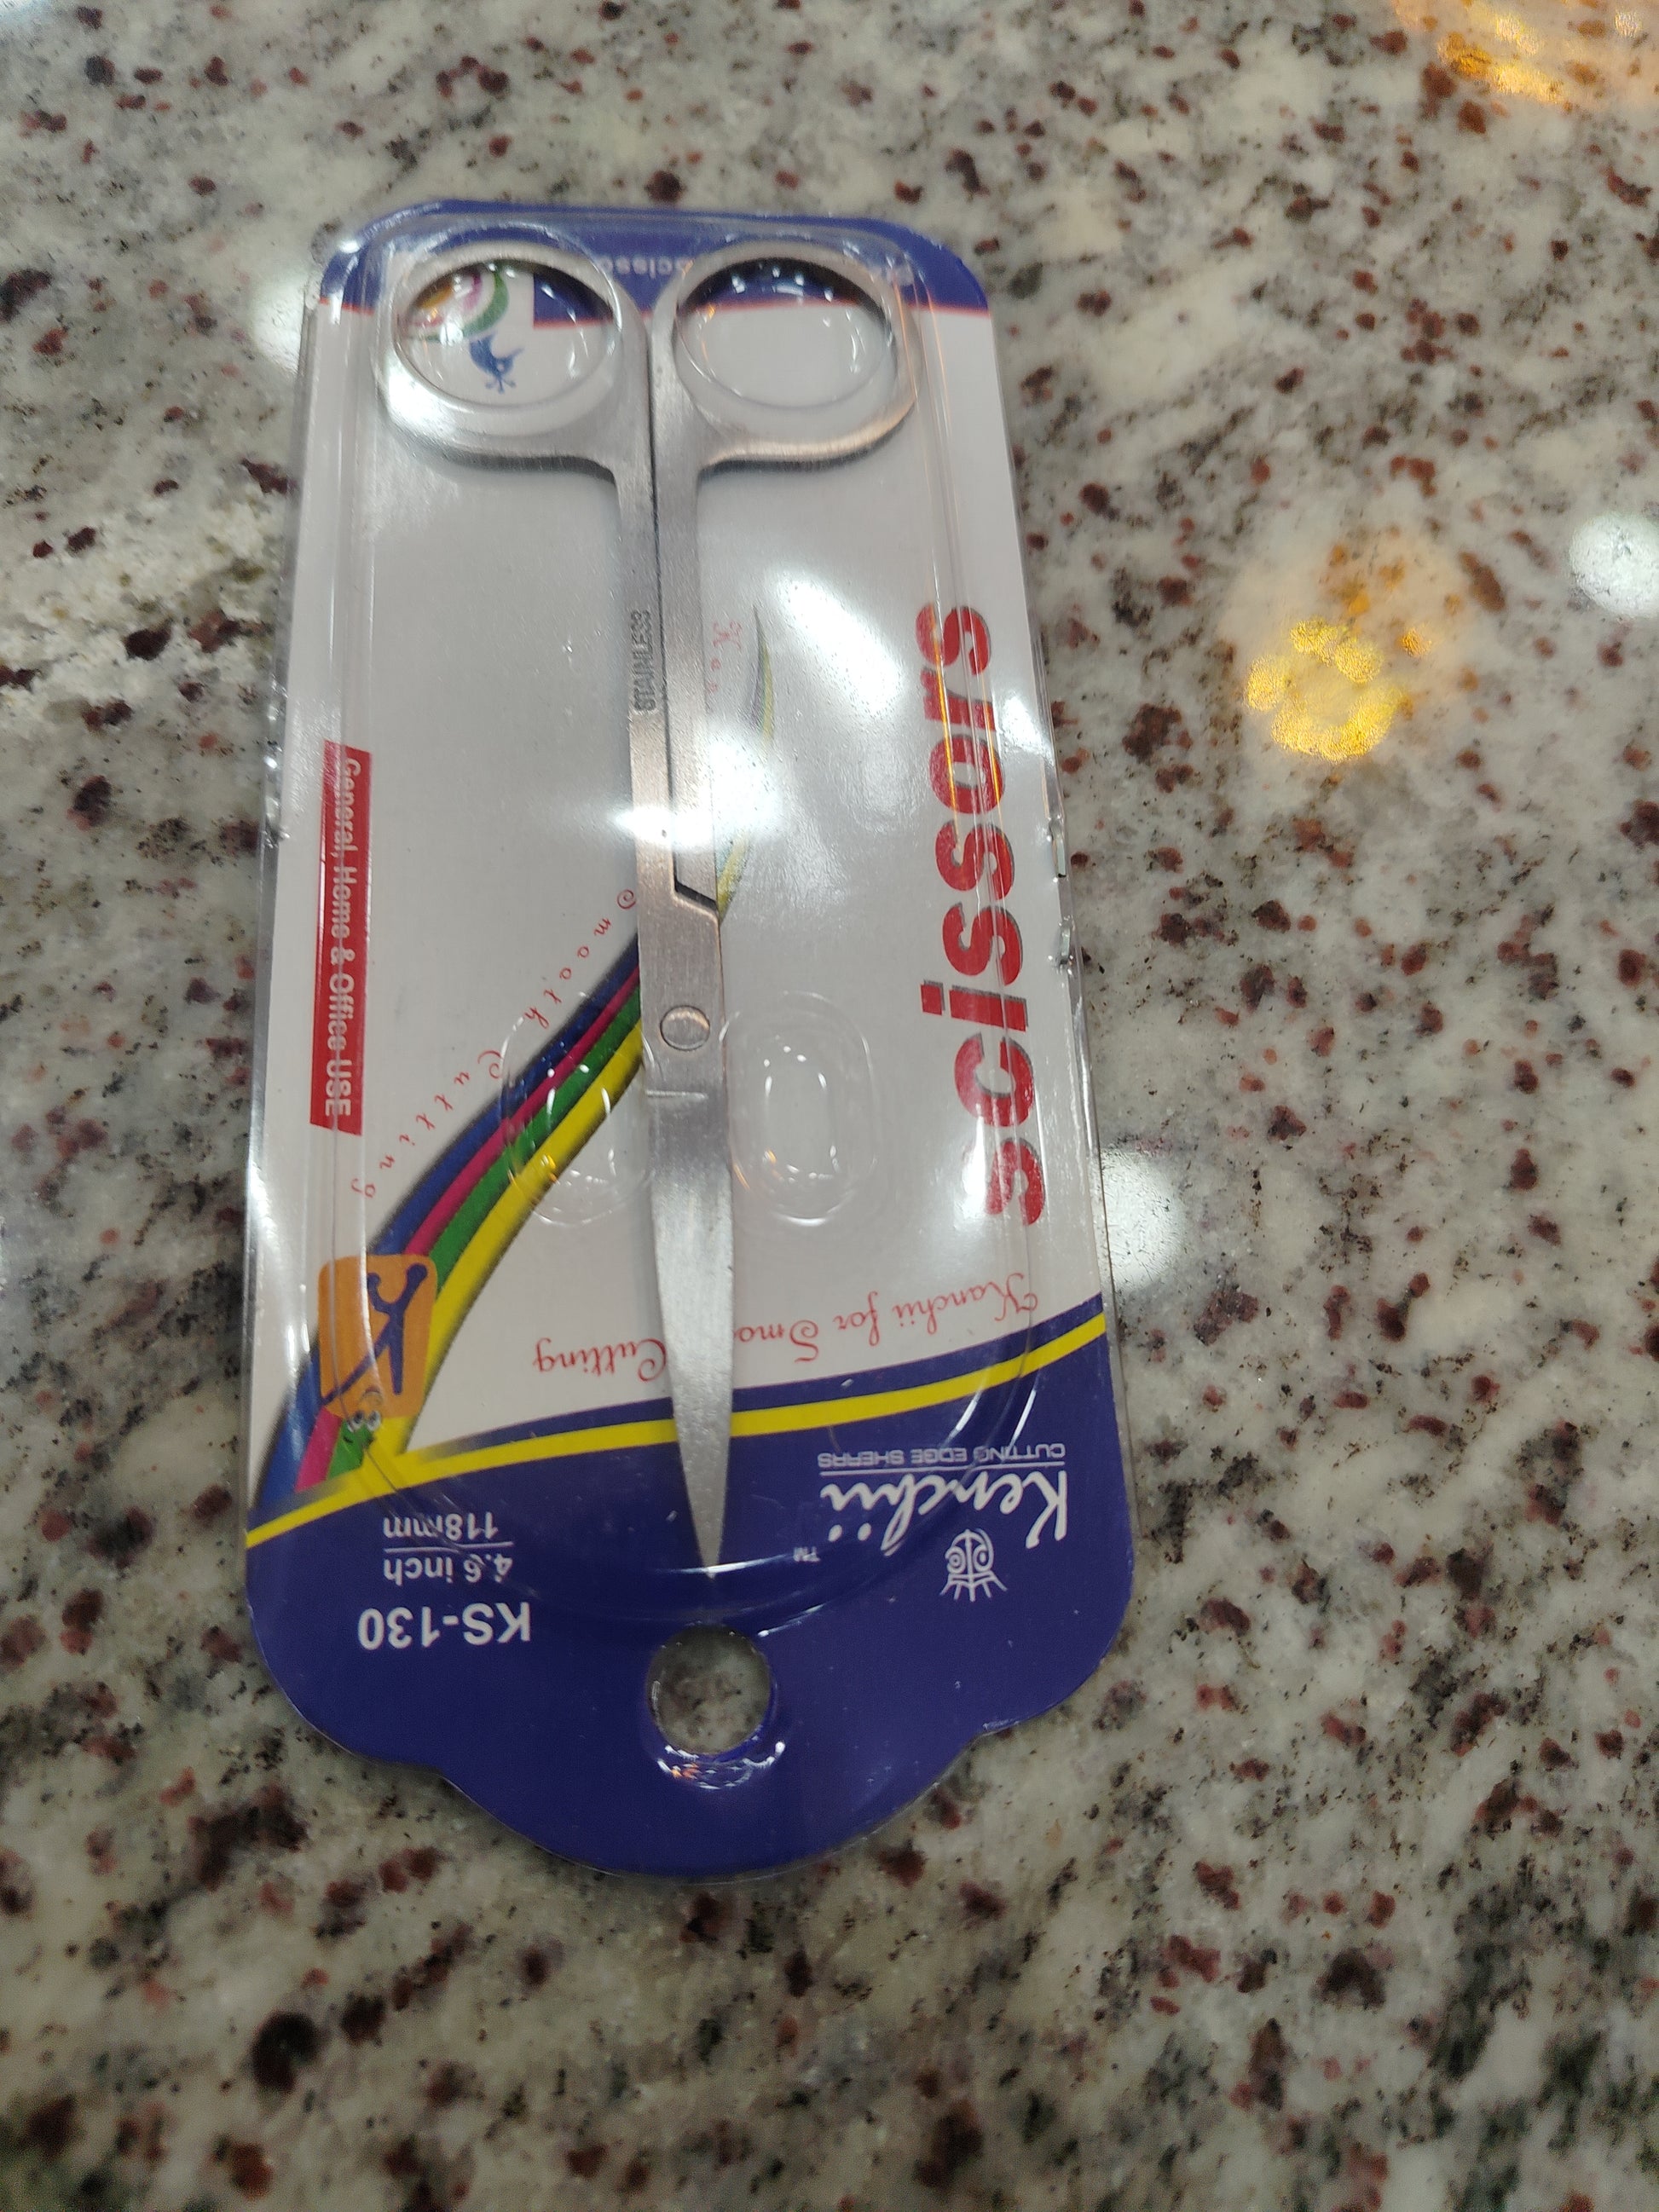 KS-130
4.6 inch
118mm
Kenchii
TM
CUTTING EDGE SHEARS
Kanchii for Smo
Cutting
scissors
Smooth Cutting
General, Home & Office USE
STAINLESS